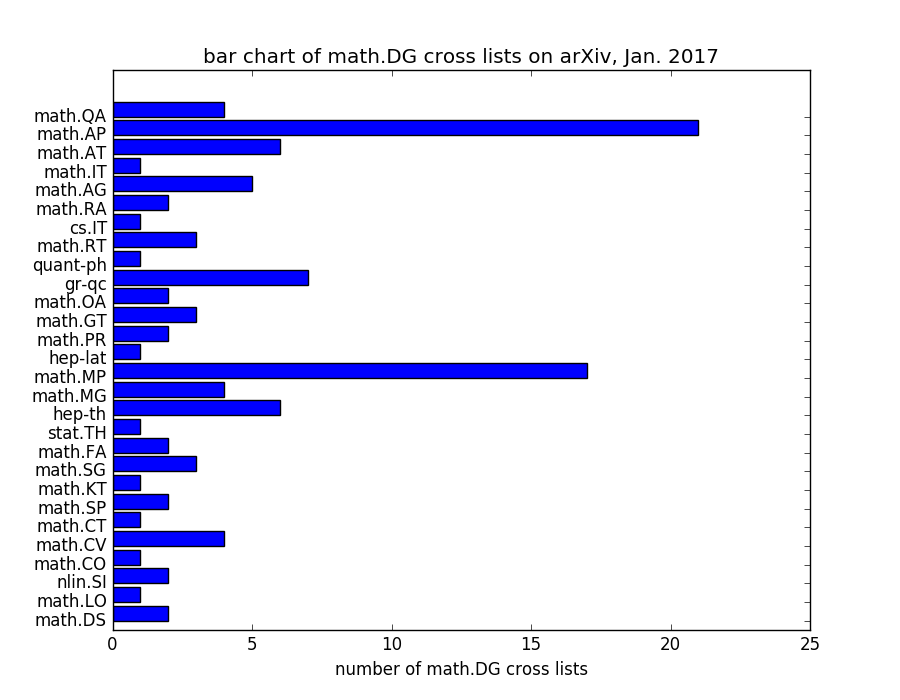 bar chart of math.DG cross lists on arXiv, Jan. 2017
math.QA
math.AP
math.AT
math.IT
math.AG
math.RA
cs.IT
math.RT
quant-ph
gr-qc
math.OA
math.GT
math.PR
hep-lat
math.MP
math.MG
hep-th
stat.TH
math.FA
math.SG
math.KT
math.SP
math.CT
math.CV
math.CO
nlin.SI
math.LO
math.DS
0 5 10 15 20 25
number of math.DG cross lists